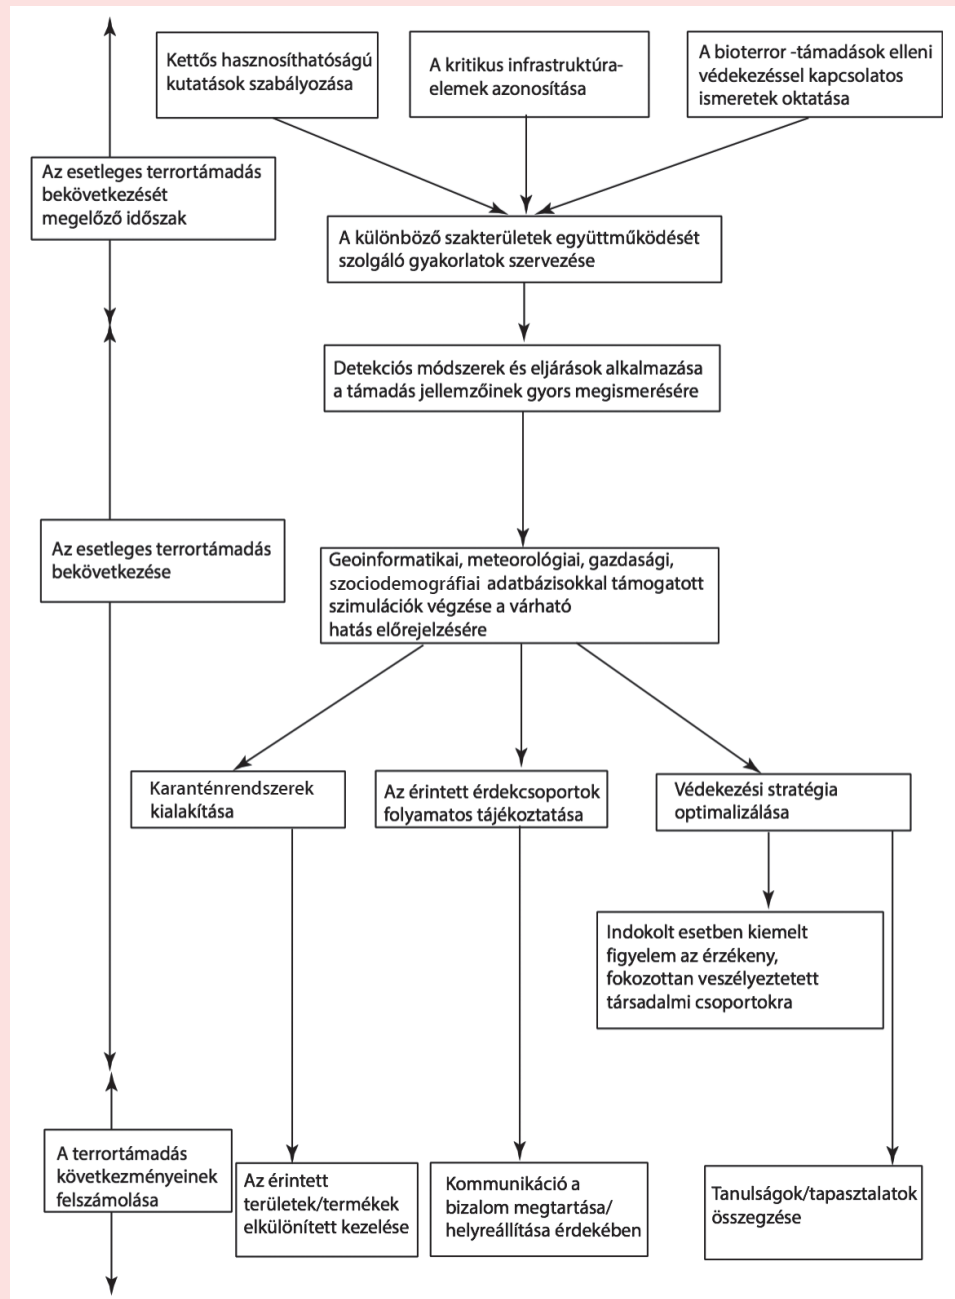 Kettős hasznosíthatóságú
kutatások szabályozása
A kritikus infrastruktúra-
elemek azonosítása
A bioterror -támadások elleni
védekezéssel kapcsolatos
ismeretek oktatása
Az esetleges terrortámadás
bekövetkezését
megelőző időszak
A különböző szakterületek együttműködését
szolgáló gyakorlatok szervezése
Detekciós módszerek és eljárások alkalmazása
a támadás jellemzőinek gyors megismerésére
Az esetleges terrortámadás
bekövetkezése
Geoinformatikai, meteorológiai, gazdasági,
szociodemográfiai adatbázisokkal támogatott
szimulációk végzése a várható
hatás előrejelzésére
Karanténrendszerek
kialakítása
Az érintett érdekcsoportok
folyamatos tájékoztatása
Védekezési stratégia
optimalizálása
Indokolt esetben kiemelt
figyelem az érzékeny,
fokozottan veszélyeztetett
társadalmi csoportokra
A terrortámadás
következményeinek
felszámolása
Az érintett
területek/termékek
elkülönített kezelése
Kommunikáció a
bizalom megtartása/
helyreállítása érdekében
Tanulságok/tapasztalatok
összegzése